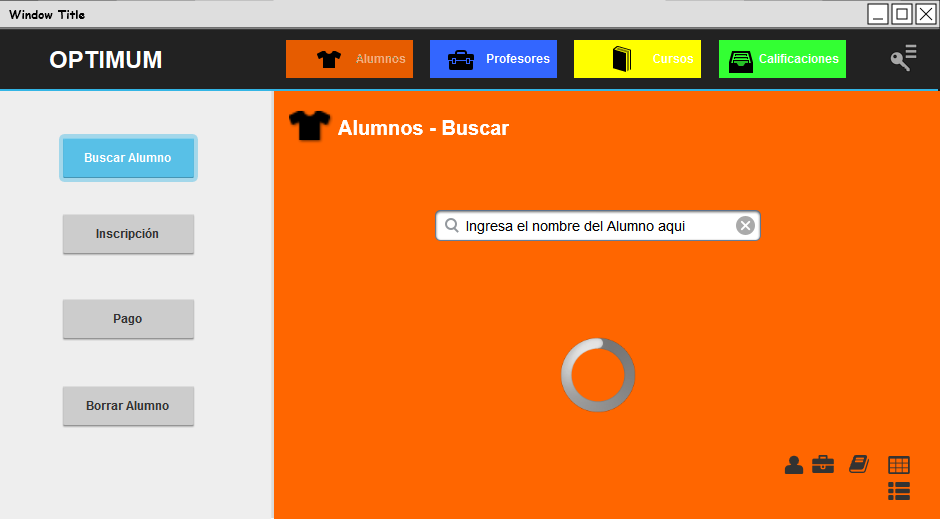 Window Title
OPTIMUM
Alumnos
Profesores
Cursos
Calificaciones
Alumnos - Buscar
Buscar Alumno
Ingresa el nombre del Alumno aqui
Inscripción
Pago
Borrar Alumno